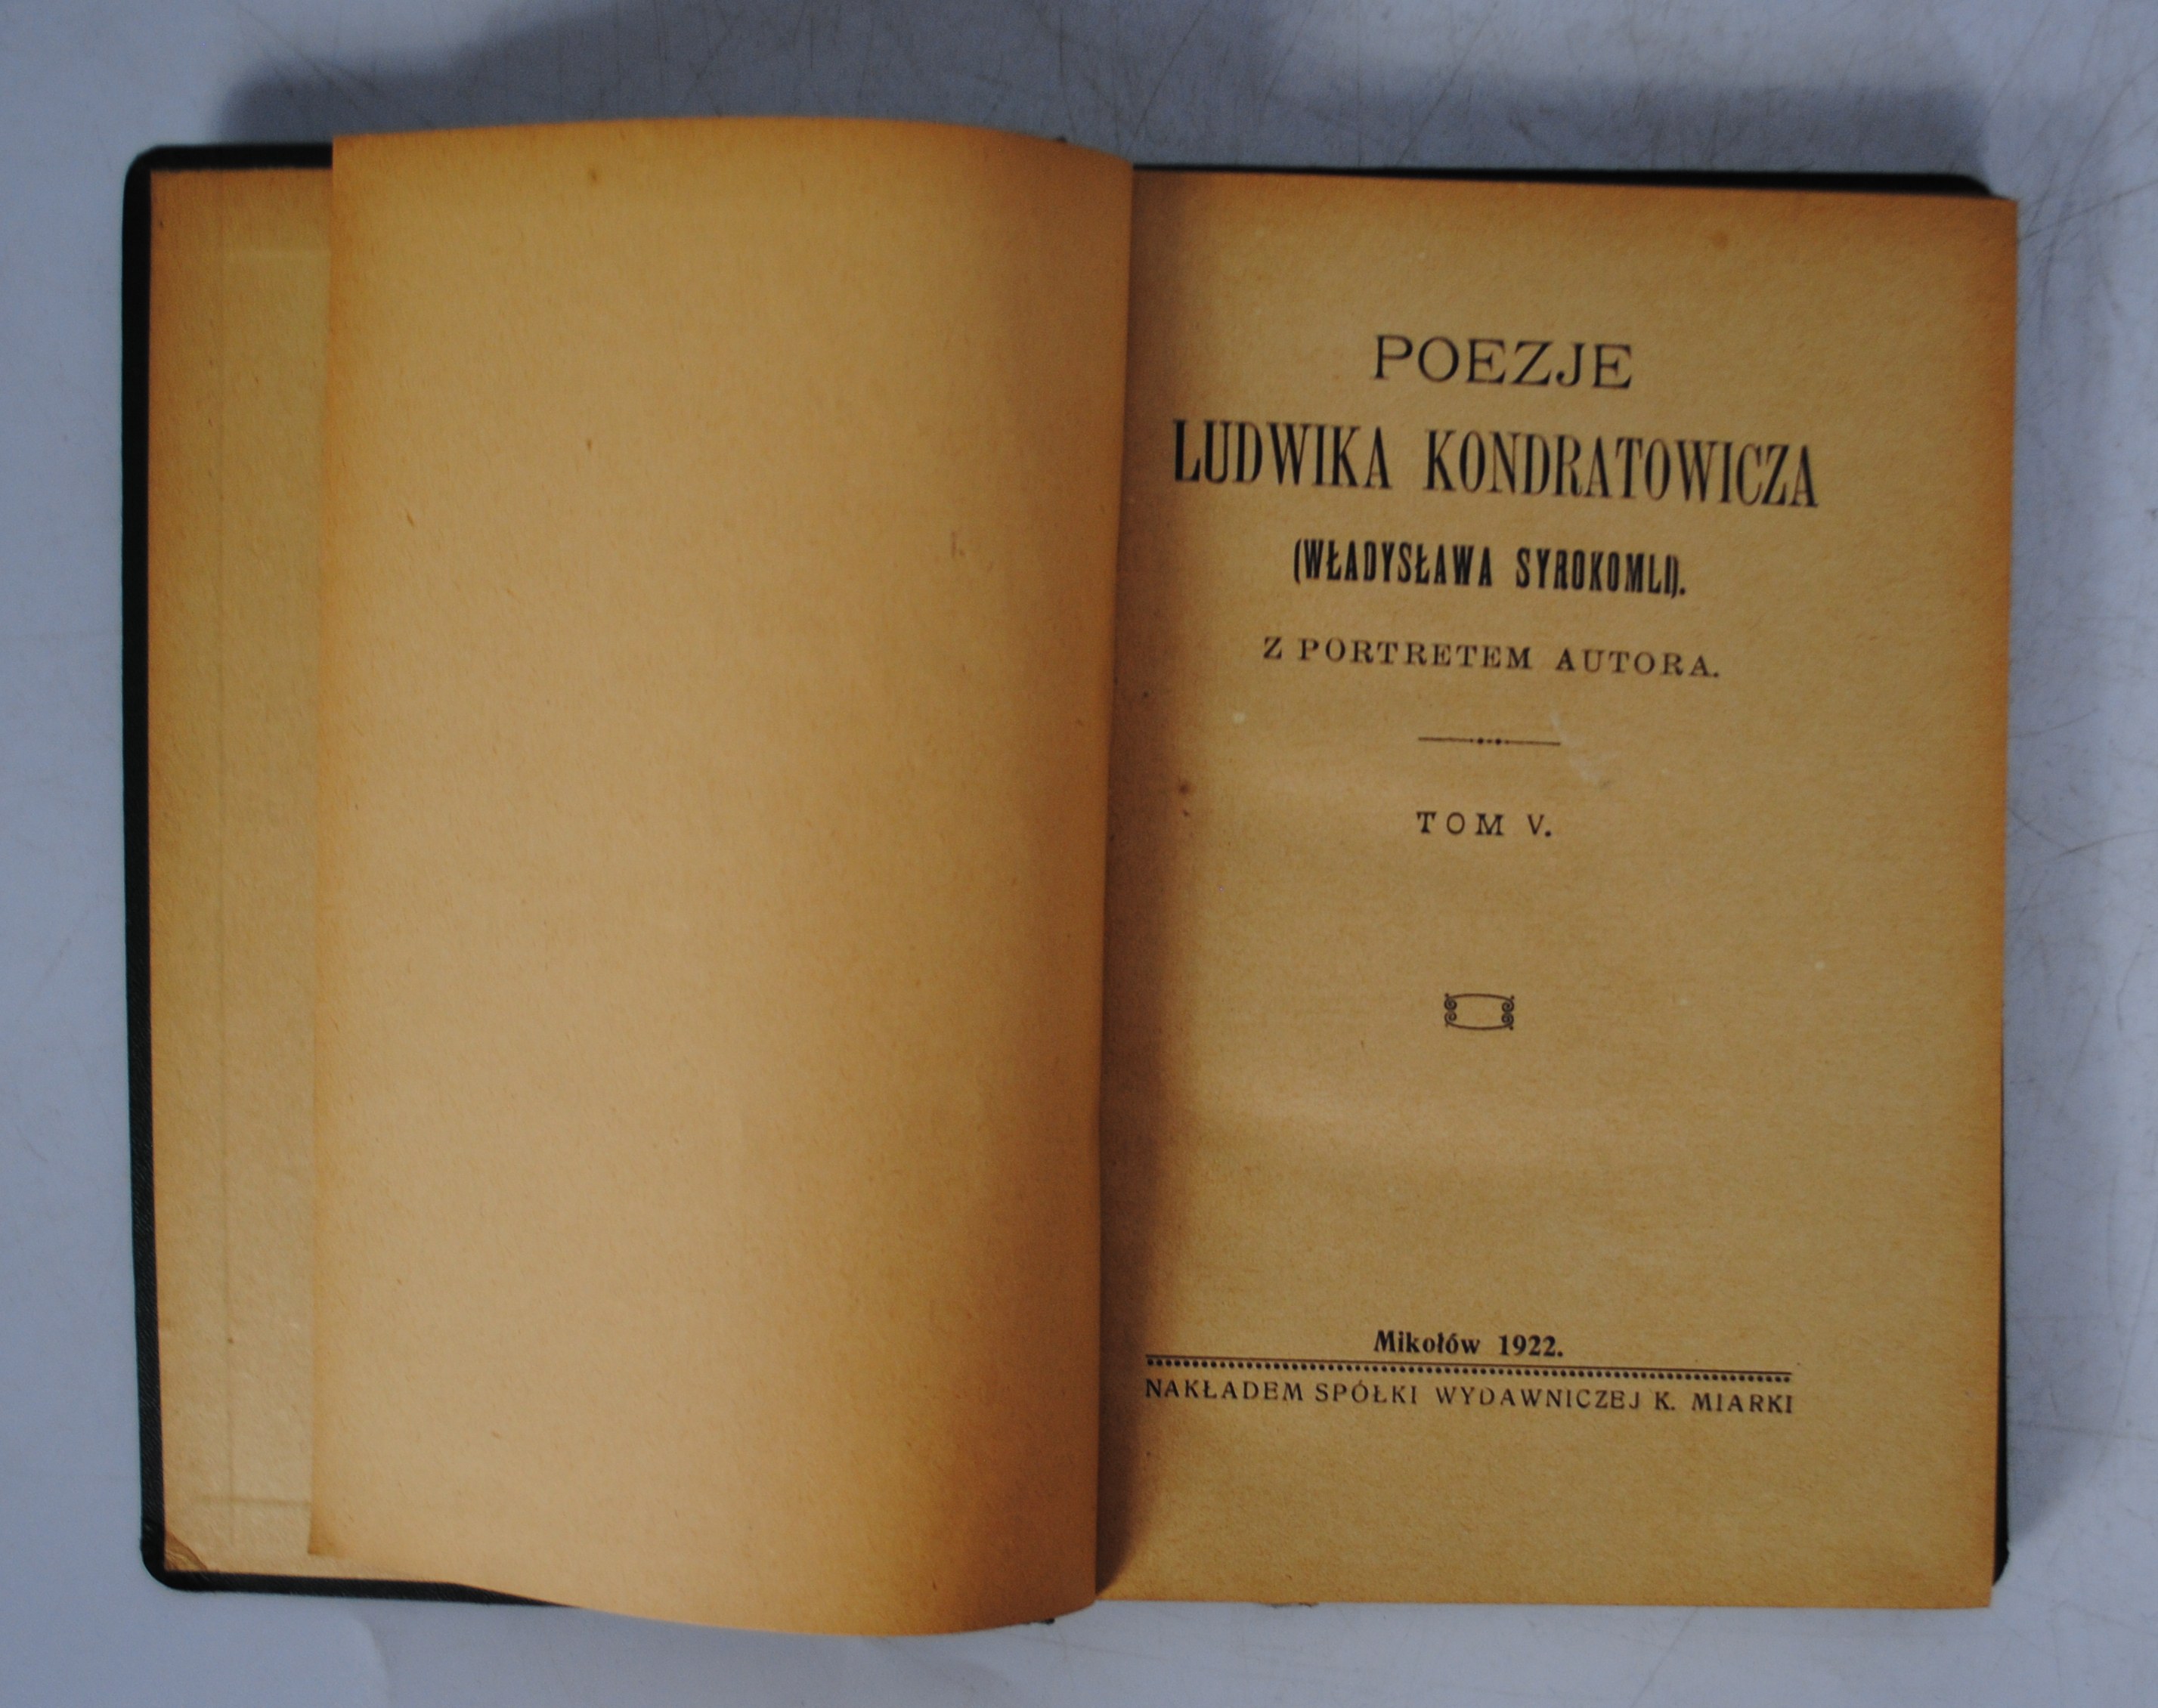 POEZJE
LUDWIKA KONDRATOWICZA
(WŁADYSŁAWA SYROKOMLI).
Z PORTRETEM AUTORA.
TOM V.
Mikołów 1922.
NAKŁADEM SPÓŁKI WYDAWNICZEJ K. MIARKI